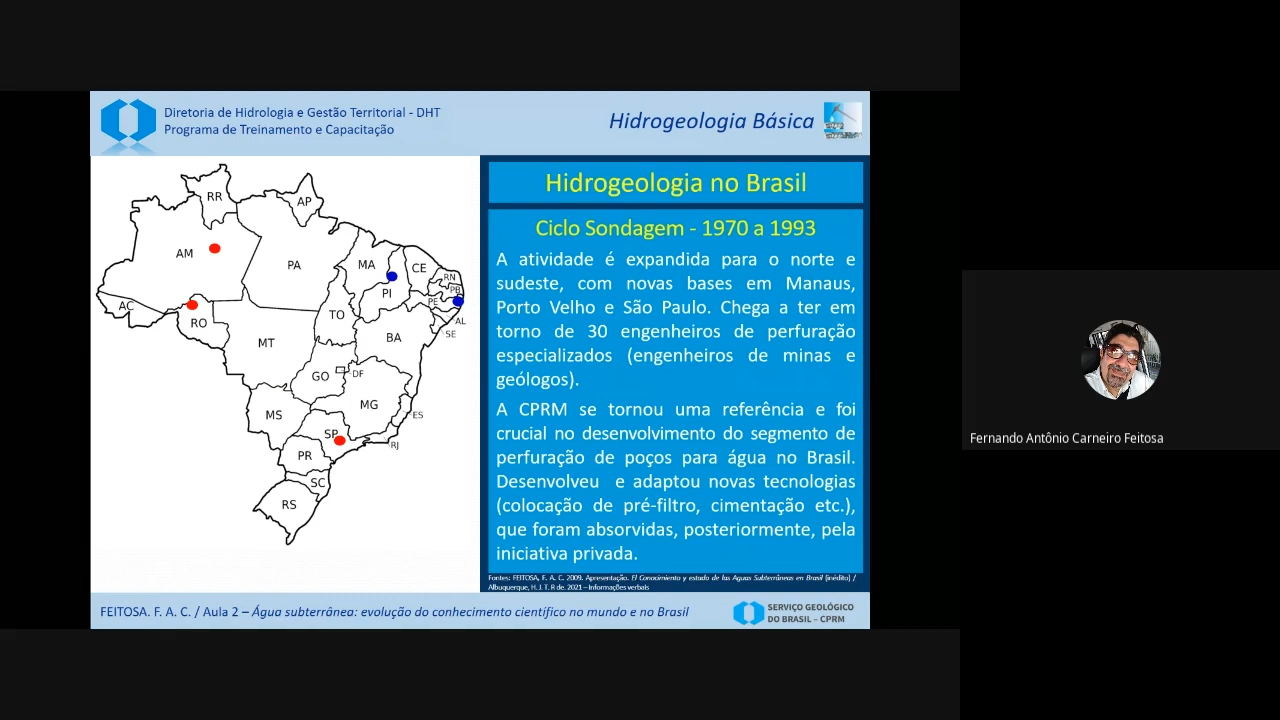 Diretoria de Hidrologia e Gestão Territorial - DHT
Programa de Treinamento e Capacitação
Hidrogeologia Básica
RR
AP
AM
PA
MA
CE
RN
PB
PI
PE
AC
AL
SE
RO
TO
BA
MT
GO
DF
MG
MS
ES
SP
RJ
PR
SC
RS
Hidrogeologia no Brasil
Ciclo Sondagem - 1970 a 1993
A atividade é expandida para o norte e
sudeste, com novas bases em Manaus,
Porto Velho e São Paulo. Chega a ter em
torno de 30 engenheiros de perfuração
especializados (engenheiros de minas e
geólogos).
A CPRM se tornou uma referência e foi
crucial no desenvolvimento do segmento de
perfuração de poços para água no Brasil.
Desenvolveu e adaptou novas tecnologias
(colocação de pré-filtro, cimentação etc.),
que foram absorvidas, posteriormente, pela
iniciativa privada.
Fontes: FEITOSA, F. A. C. 2009. Apresentação. El Conocimiento y estado de las Aguas Subterráneas en Brasil (inédito) /
Albuquerque, H. J. T. R de. 2021 – Informações verbais
FEITOSA. F. A. C. / Aula 2 – Água subterrânea: evolução do conhecimento científico no mundo e no Brasil
SERVIÇO GEOLÓGICO
DO BRASIL – CPRM
Fernando Antônio Carneiro Feitosa